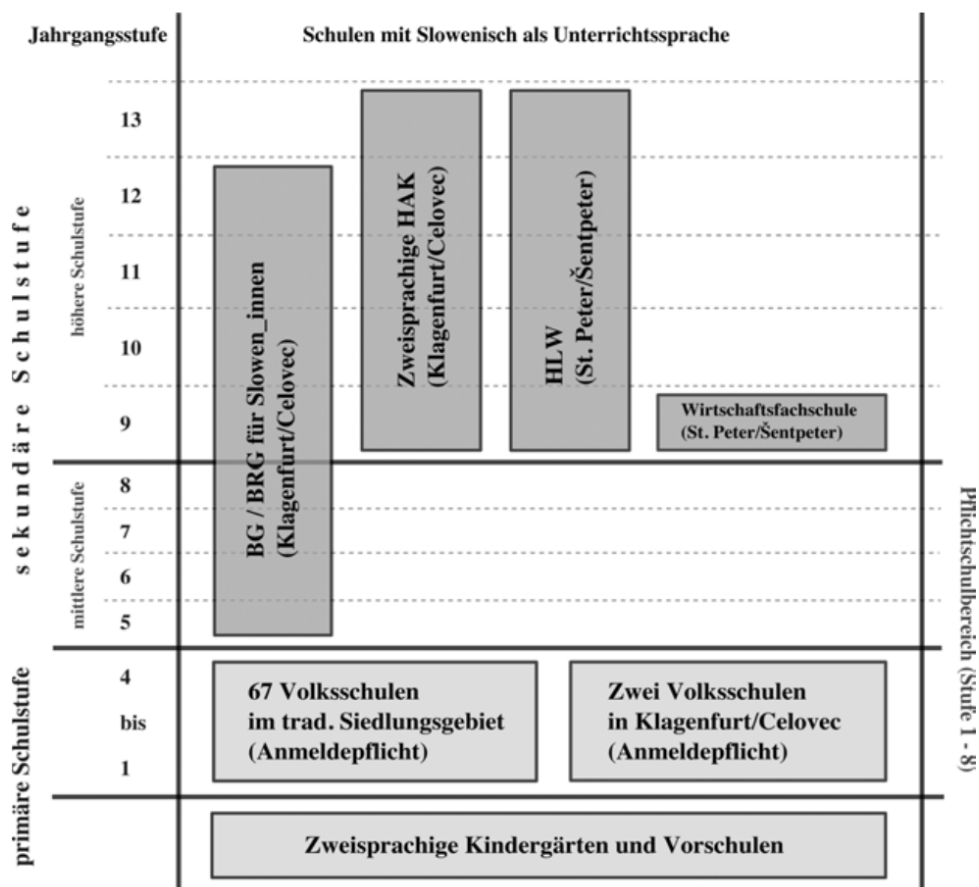 Jahrgangsstufe
Schulen mit Slowenisch als Unterrichtssprache
sekundäre Schulstufe
höhere Schulstufe
13
12
11
10
9
BG / BRG für Slowen_innen
(Klagenfurt/Celovec)
Zweisprachige HAK
(Klagenfurt/Celovec)
HLW
(St. Peter/Šentpeter)
Wirtschaftsfachschule
(St. Peter/Šentpeter)
mittlere Schulstufe
8
7
6
5
Pflichtschulbereich (Stufe 1 - 8)
primäre Schulstufe
4
bis
1
67 Volksschulen
im trad. Siedlungsgebiet
(Anmeldepflicht)
Zwei Volksschulen
in Klagenfurt/Celovec
(Anmeldepflicht)
Zweisprachige Kindergärten und Vorschulen